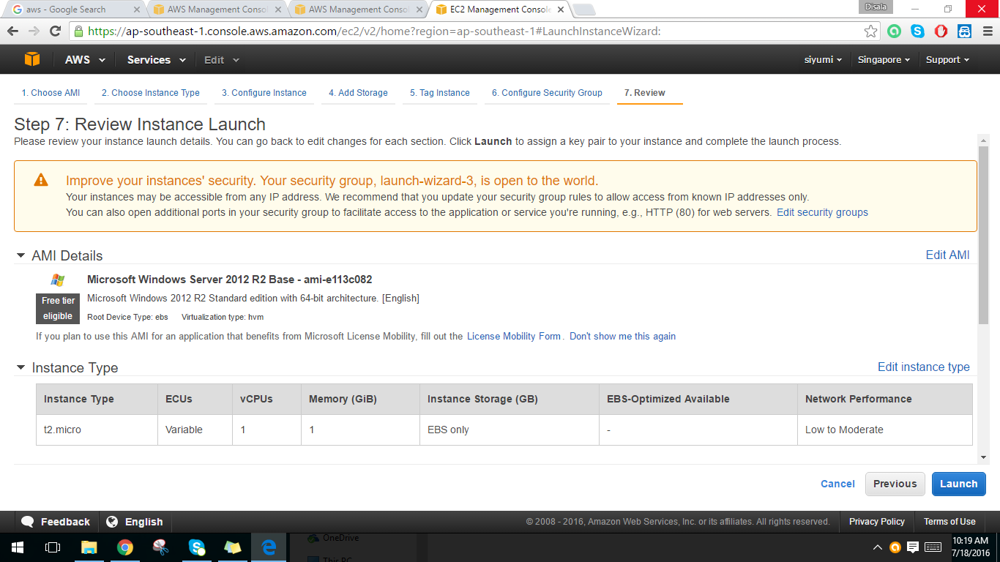 aws - Google Search
AWS Management Consol
AWS Management Consol
EC2 Management Console
Disala
https://ap-southeast-1.console.aws.amazon.com/ec2/v2/home?region=ap-southeast-1#LaunchInstanceWizard:
AWS
Services
Edit
siyumi
Singapore
Support
1. Choose AMI
2. Choose Instance Type
3. Configure Instance
4. Add Storage
5. Tag Instance
6. Configure Security Group
7. Review
Step 7: Review Instance Launch
Please review your instance launch details. You can go back to edit changes for each section. Click Launch to assign a key pair to your instance and complete the launch process.
Improve your instances' security. Your security group, launch-wizard-3, is open to the world.
Your instances may be accessible from any IP address. We recommend that you update your security group rules to allow access from known IP addresses only.
You can also open additional ports in your security group to facilitate access to the application or service you're running, e.g., HTTP (80) for web servers. Edit security groups
AMI Details
Edit AMI
Microsoft Windows Server 2012 R2 Base - ami-e113c082
Free tier
eligible
Microsoft Windows 2012 R2 Standard edition with 64-bit architecture. [English]
Root Device Type: ebs Virtualization type: hvm
If you plan to use this AMI for an application that benefits from Microsoft License Mobility, fill out the License Mobility Form. Don't show me this again
Instance Type
Edit instance type
Instance Type ECUs vCPUs Memory (GiB) Instance Storage (GB) EBS-Optimized Available Network Performance
t2.micro Variable 1 1 EBS only - Low to Moderate
Cancel
Previous
Launch
Feedback
English
© 2008 - 2016, Amazon Web Services, Inc. or its affiliates. All rights reserved.
Privacy Policy
Terms of Use
OneDrive
This PC
10:19 AM
7/18/2016